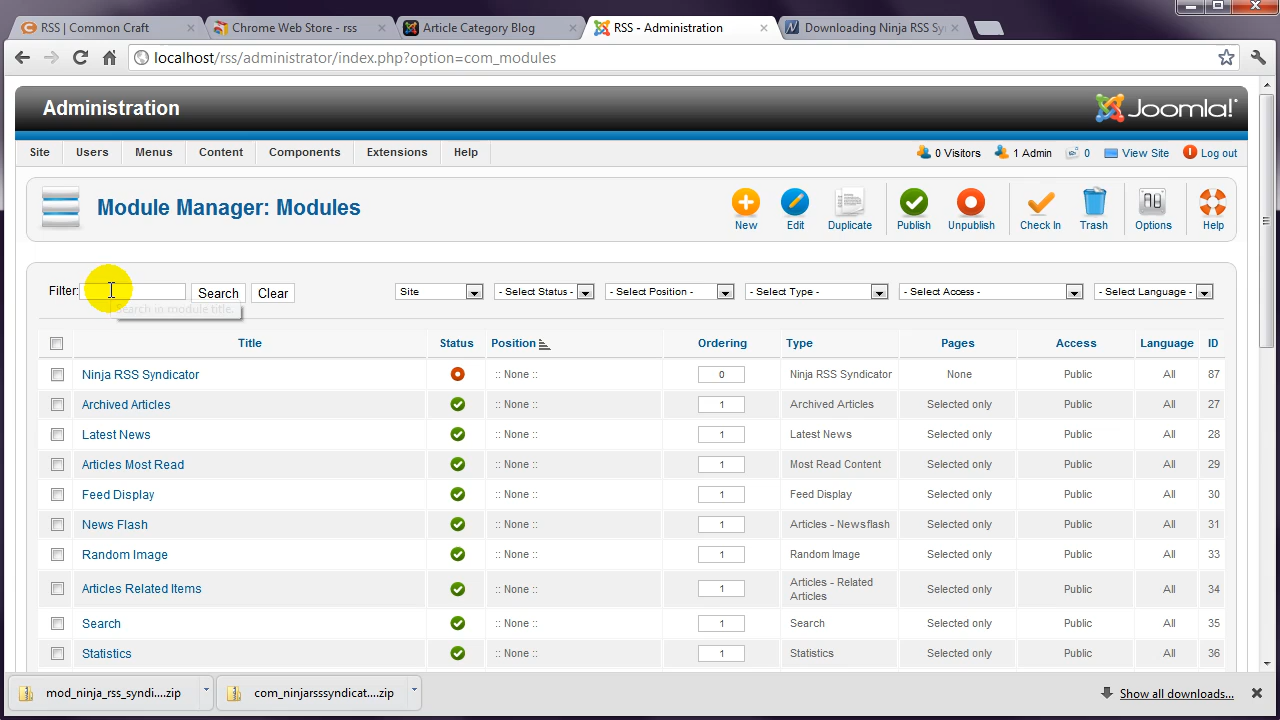 RSS | Common Craft
Chrome Web Store - rss
Article Category Blog
RSS - Administration
Downloading Ninja RSS Sy
localhost/rss/administrator/index.php?option=com_modules
Administration
Joomla!
Site Users Menus Content Components Extensions Help
0 Visitors 1 Admin 0 View Site Log out
Module Manager: Modules
New Edit Duplicate Publish Unpublish Check In Trash Options Help
Filter: Search Clear
Site - Select Status - - Select Position - - Select Type - - Select Access - - Select Language -
Search in module title.
Title Status Position Ordering Type Pages Access Language ID
Ninja RSS Syndicator :: None :: 0 Ninja RSS Syndicator None Public All 87
Archived Articles :: None :: 1 Archived Articles Selected only Public All 27
Latest News :: None :: 1 Latest News Selected only Public All 28
Articles Most Read :: None :: 1 Most Read Content Selected only Public All 29
Feed Display :: None :: 1 Feed Display Selected only Public All 30
News Flash :: None :: 1 Articles - Newsflash Selected only Public All 31
Random Image :: None :: 1 Random Image Selected only Public All 33
Articles Related Items :: None :: 1 Articles - Related Articles Selected only Public All 34
Search :: None :: 1 Search Selected only Public All 35
Statistics :: None :: 1 Statistics Selected only Public All 36
mod_ninja_rss_syndi....zip
com_ninjarsssyndicat....zip
Show all downloads...